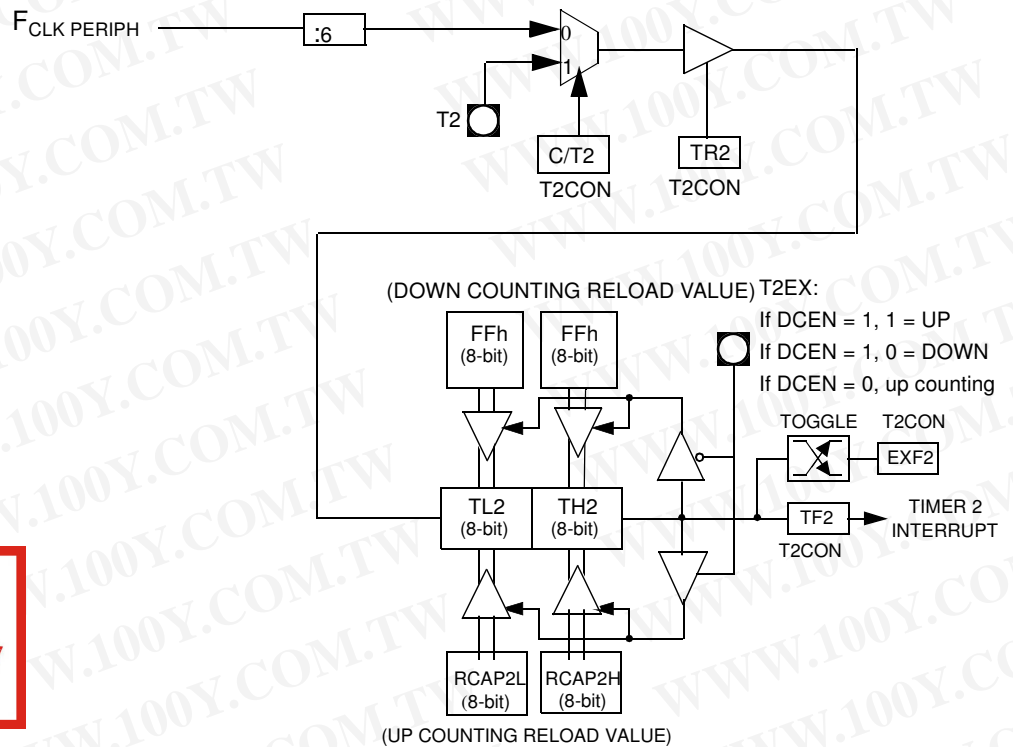 FCLK PERIPH
:6
0
1
T2
C/T2
T2CON
TR2
T2CON
(DOWN COUNTING RELOAD VALUE)
T2EX:
If DCEN = 1, 1 = UP
If DCEN = 1, 0 = DOWN
If DCEN = 0, up counting
FFh
(8-bit)
FFh
(8-bit)
TOGGLE
T2CON
EXF2
TL2
(8-bit)
TH2
(8-bit)
TF2
T2CON
TIMER 2
INTERRUPT
RCAP2L
(8-bit)
RCAP2H
(8-bit)
(UP COUNTING RELOAD VALUE)
WWW.100Y.COM.TW